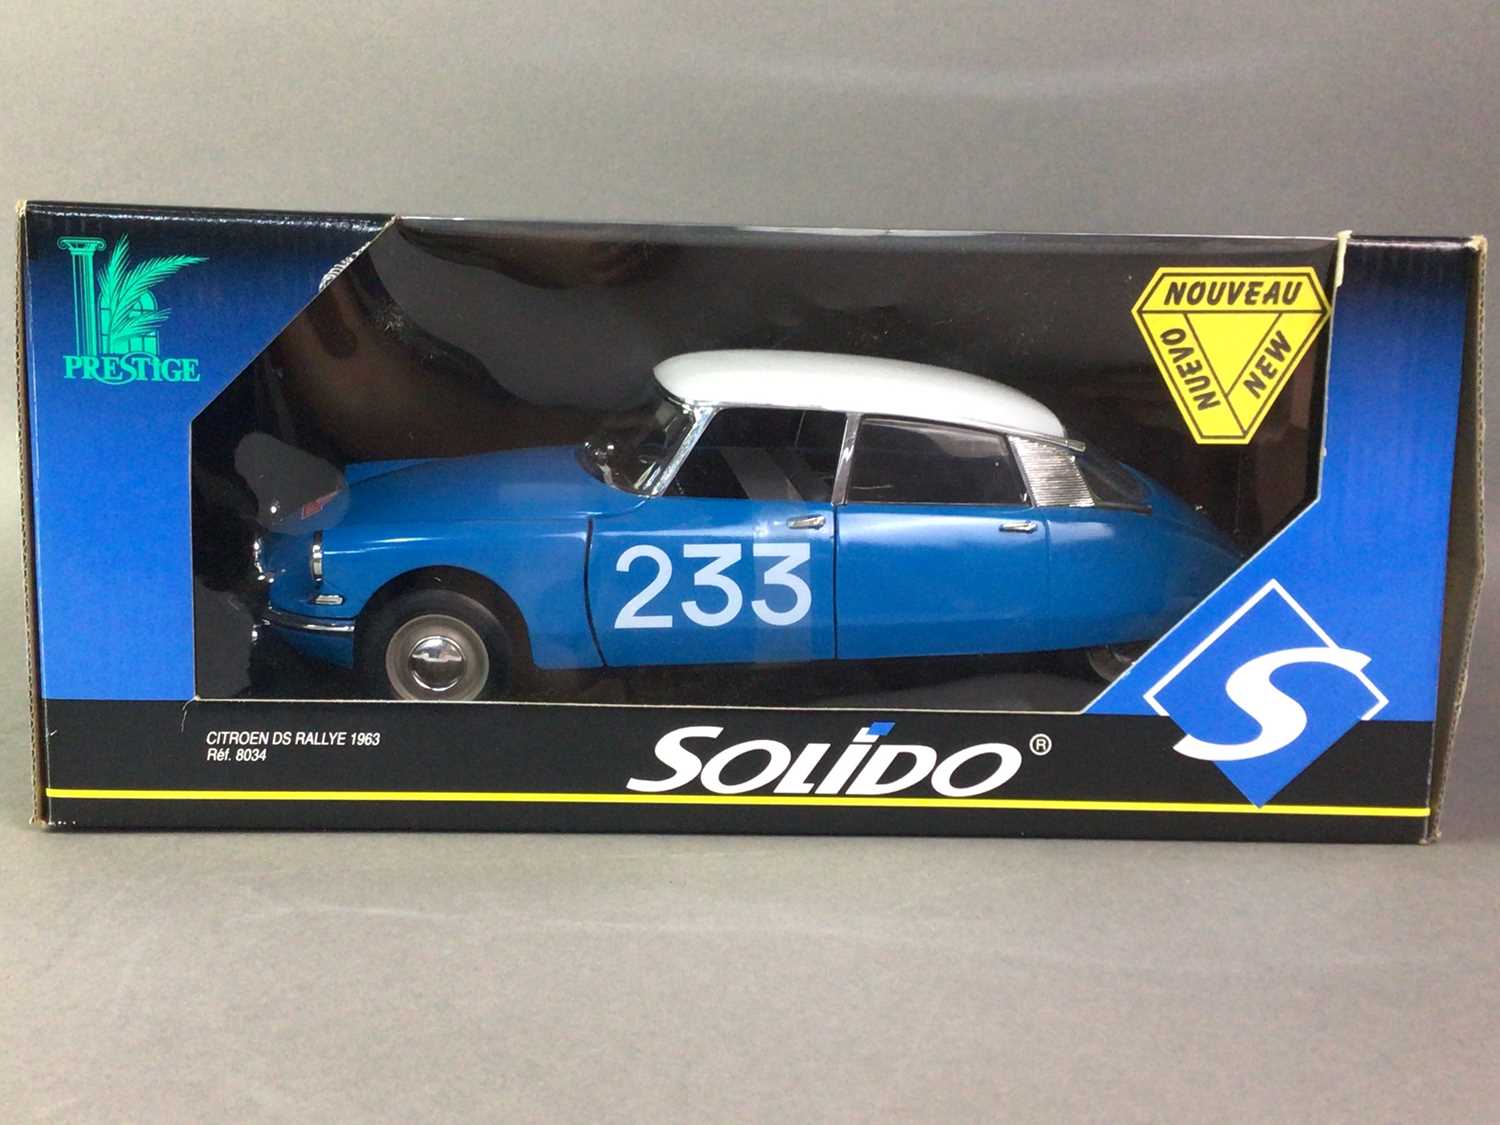 PRESTIGE
NOUVEAU
NUEVO
NEW
233
CITROEN DS RALLYE 1963
Réf. 8034
SOLIDO ®
S